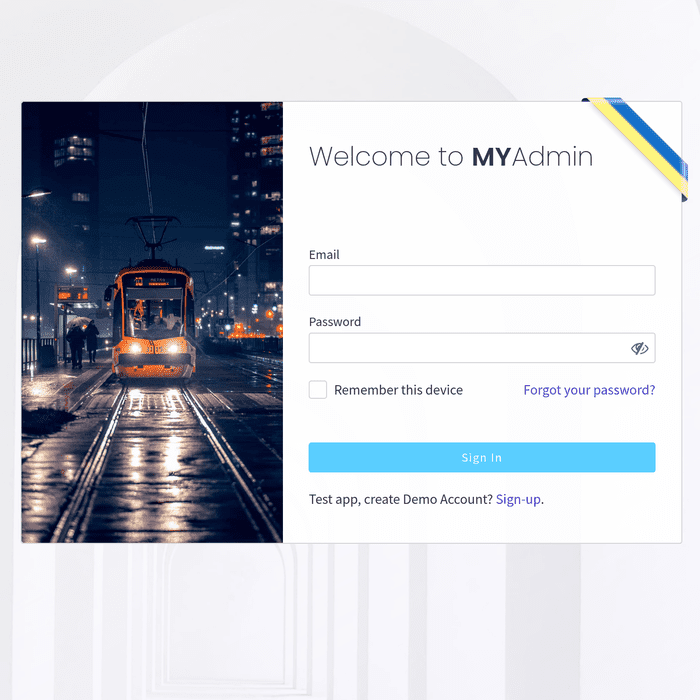 Welcome to MYAdmin
Email
Password
Remember this device
Forgot your password?
Sign In
Test app, create Demo Account? Sign-up.